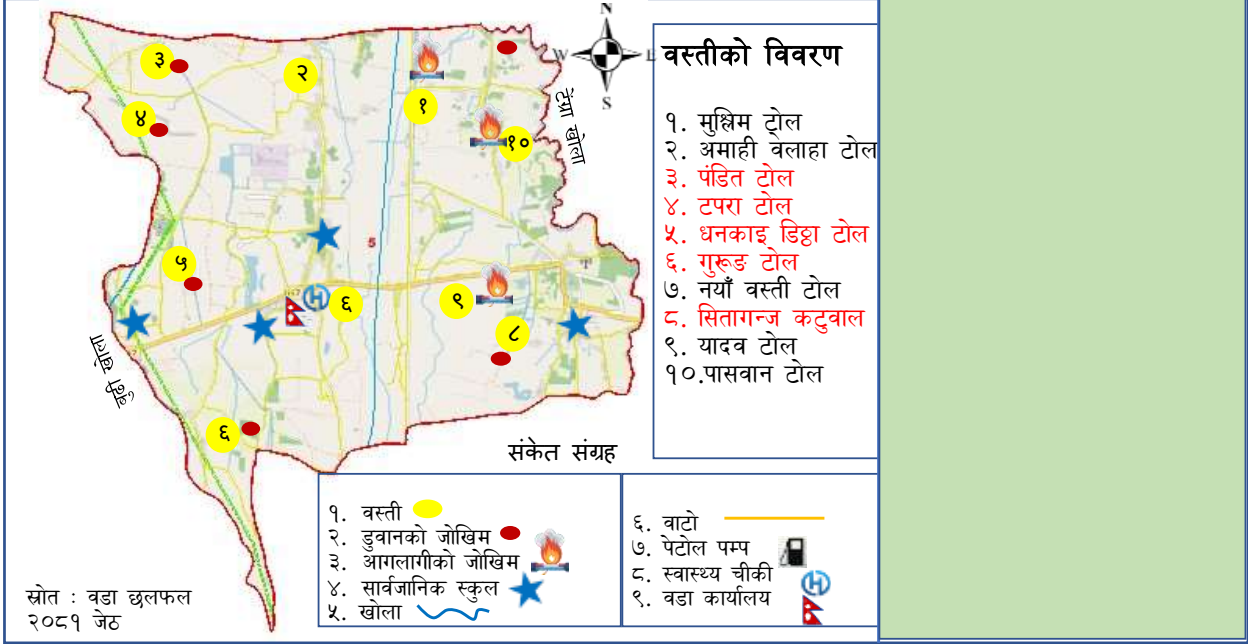 N
W E
S
३
२
१
४
१०
टेंग्रा खोला
5
५
६
९
८
बुढी खोला
६
वस्तीको विवरण
१. मुश्लिम टोल
२. अमाही वेलाहा टोल
३. पंडित टोल
४. टपरा टोल
५. धनकाइ डिठ्ठा टोल
६. गुरूङ टोल
७. नयाँ वस्ती टोल
८. सितागन्ज कटुवाल
९. यादव टोल
१०.पासवान टोल
संकेत संग्रह
१. वस्ती
२. डुवानको जोखिम
३. आगलागीको जोखिम
४. सार्वजानिक स्कुल
५. खोला
६. वाटो
७. पेटोल पम्प
८. स्वास्थ्य चौकी
९. वडा कार्यालय
स्रोत : वडा छलफल
२०८१ जेठ